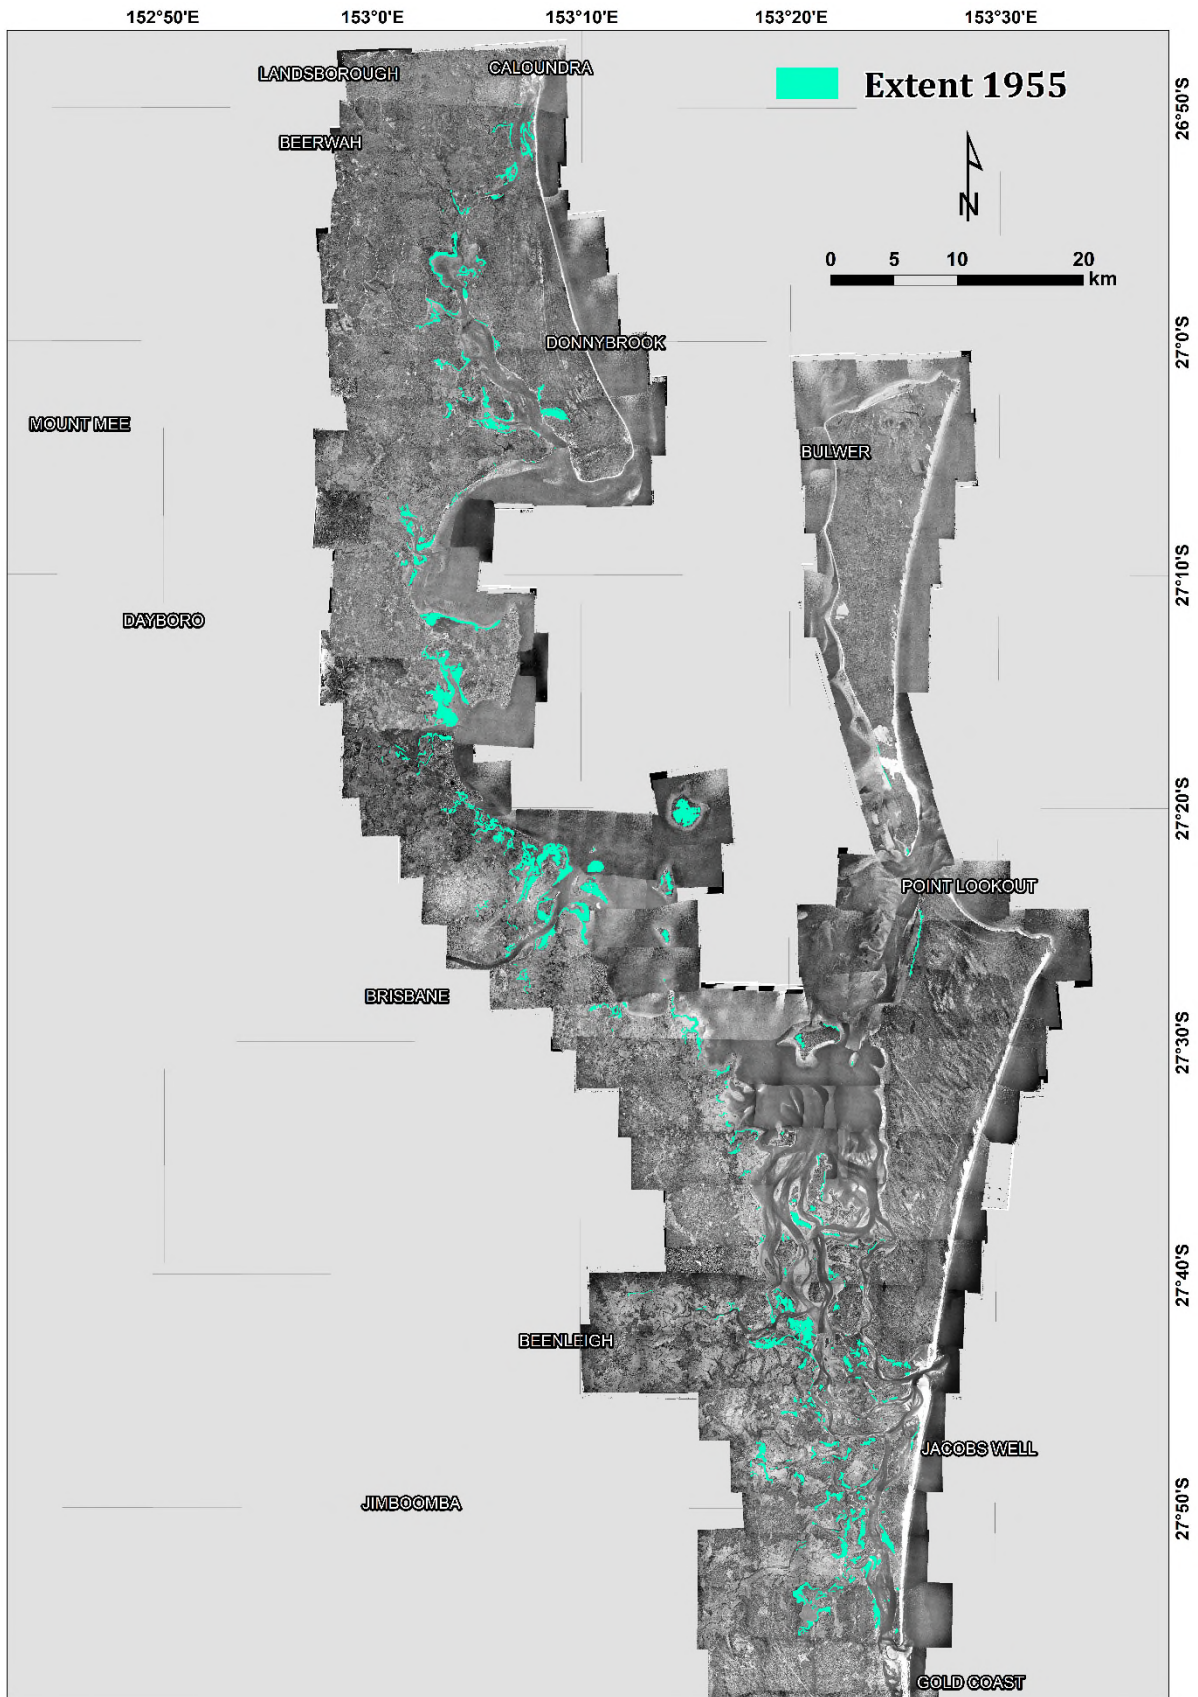 152°50'E 153°0'E 153°10'E 153°20'E 153°30'E
LANDSBOROUGH
CALOUNDRA
Extent 1955
26°50'S
BEERWAH
N
0 5 10 20
km
DONNYBROOK
27°0'S
MOUNT MEE
BULWER
27°10'S
DAYBORO
27°20'S
POINT LOOKOUT
BRISBANE
27°30'S
27°40'S
BEENLEIGH
JACOBS WELL
JIMBOOMBA
27°50'S
GOLD COAST